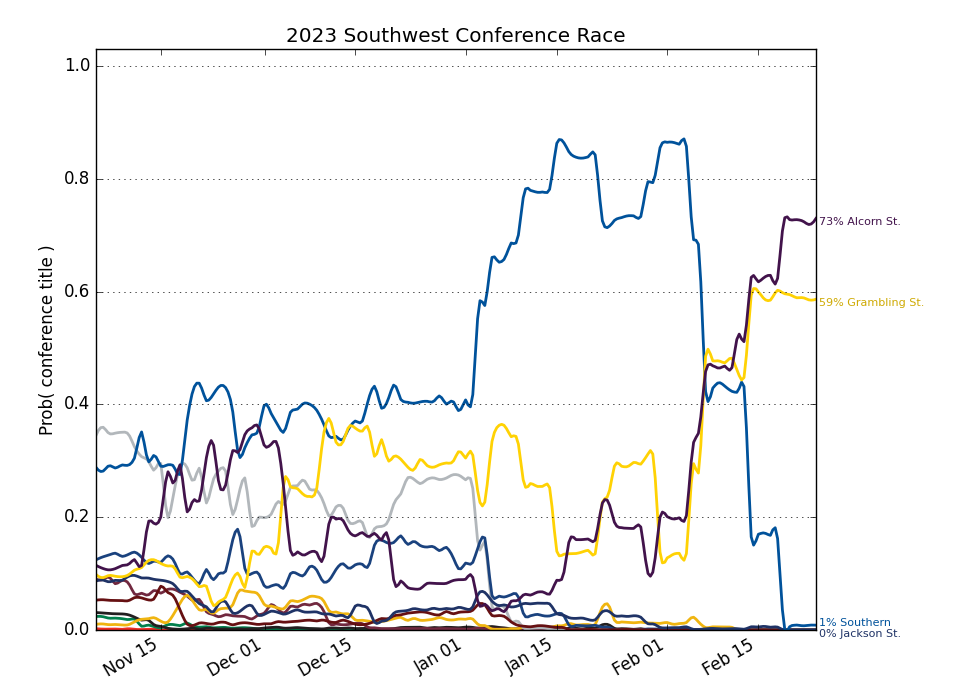 2023 Southwest Conference Race
Prob( conference title )
1.0
0.8
0.6
0.4
0.2
0.0
Nov 15
Dec 01
Dec 15
Jan 01
Jan 15
Feb 01
Feb 15
73% Alcorn St.
59% Grambling St.
1% Southern
0% Jackson St.